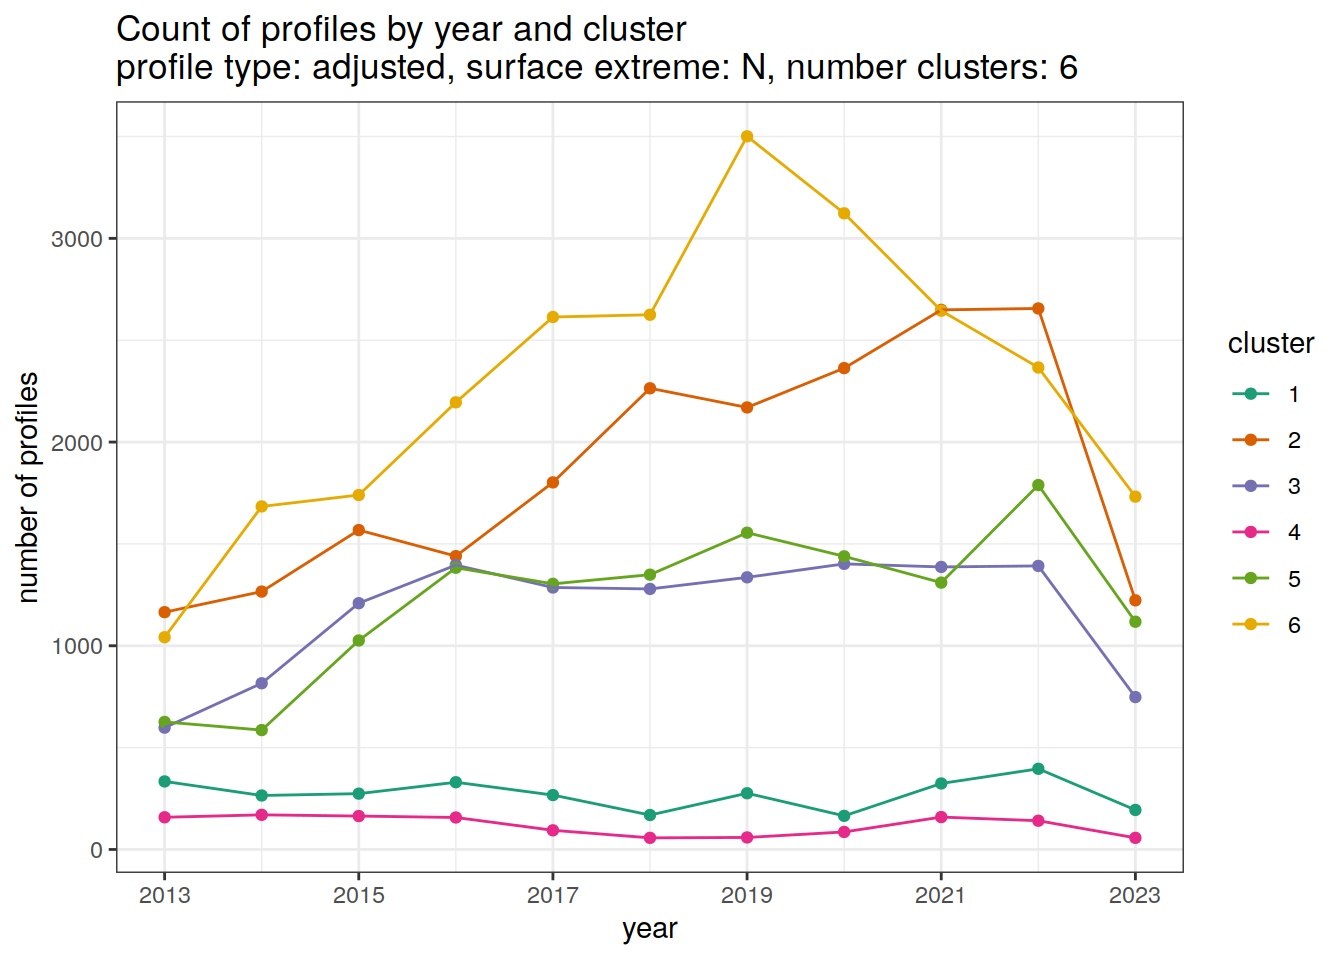 Count of profiles by year and cluster
profile type: adjusted, surface extreme: N, number clusters: 6
number of profiles
3000
2000
1000
0
2013 2015 2017 2019 2021 2023
year
cluster
1
2
3
4
5
6